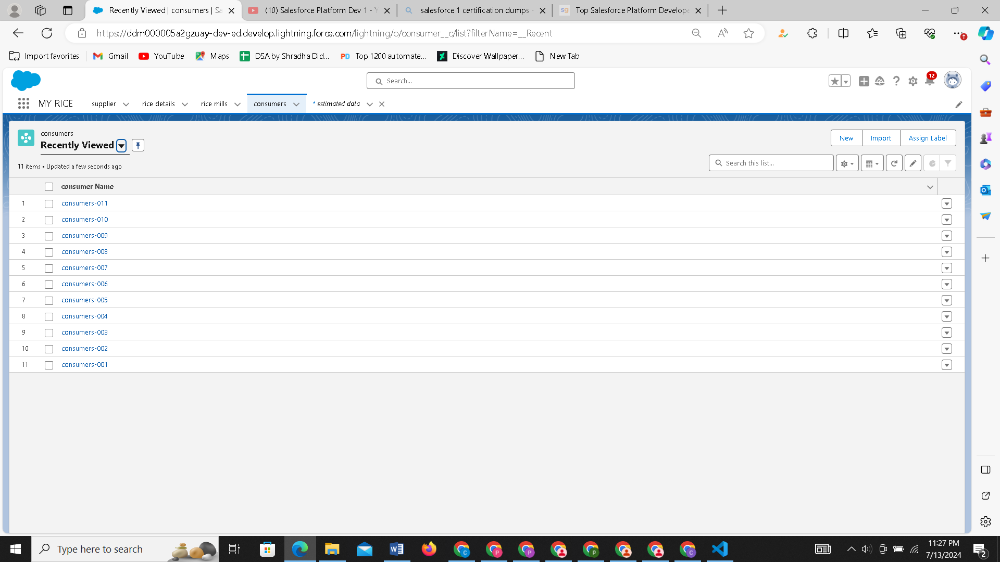 Recently Viewed | consumers | Sa
(10) Salesforce Platform Dev 1 - Y
salesforce 1 certification dumps -
sg Top Salesforce Platform Develope
https://ddm000005a2gzuay-dev-ed.develop.lightning.force.com/lightning/o/consumer__c/list?filterName=__Recent
Import favorites
Gmail
YouTube
Maps
DSA by Shradha Did...
PD Top 1200 automate...
Discover Wallpaper...
New Tab
Search...
12
MY RICE
supplier
rice details
rice mills
consumers
* estimated data
consumers
Recently Viewed
New
Import
Assign Label
11 items • Updated a few seconds ago
Search this list...
consumer Name
1 consumers-011
2 consumers-010
3 consumers-009
4 consumers-008
5 consumers-007
6 consumers-006
7 consumers-005
8 consumers-004
9 consumers-003
10 consumers-002
11 consumers-001
Type here to search
11:27 PM
7/13/2024
2